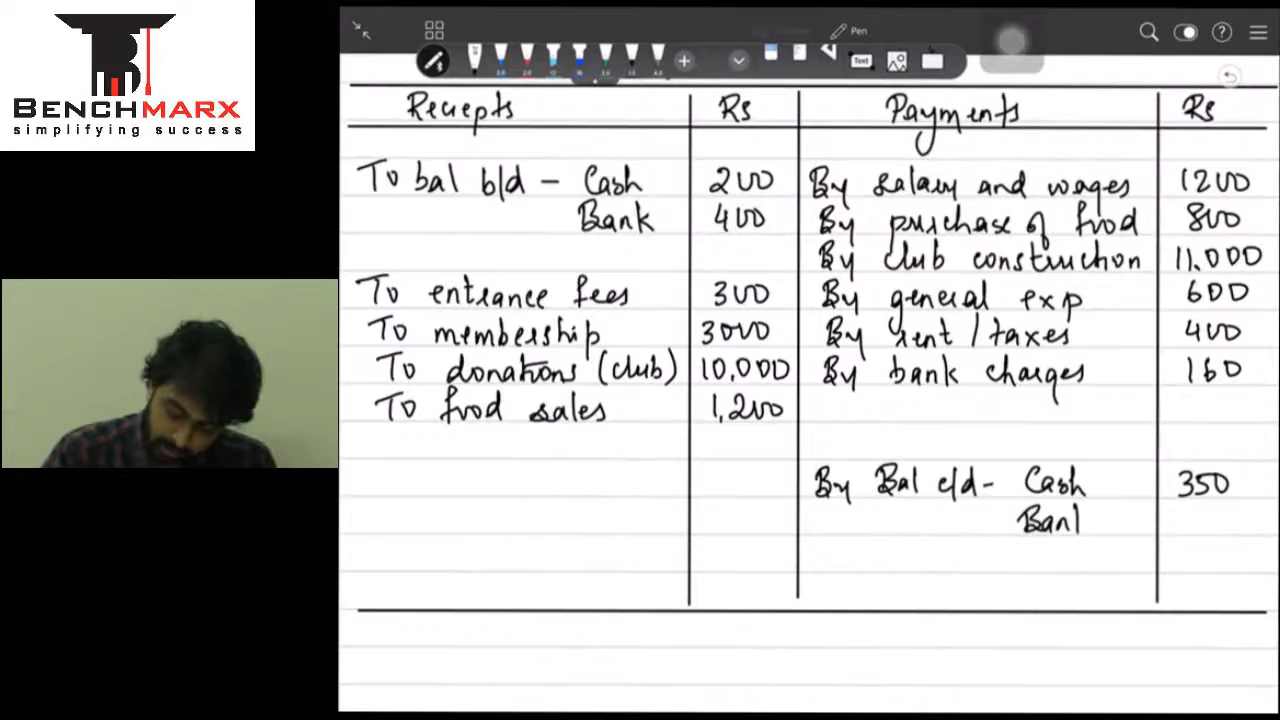 BENCHMARX
simplifying success
Pen
Text
Receipts Rs Payments Rs
To bal b/d - Cash 200 By salary and wages 1200
Bank 400 By purchase of food 800
By club construction 11,000
To entrance fees 300 By general exp 600
To membership 3000 By rent / taxes 400
To donations (club) 10,000 By bank charges 160
To food sales 1,200
By Bal c/d - Cash 350
Ban